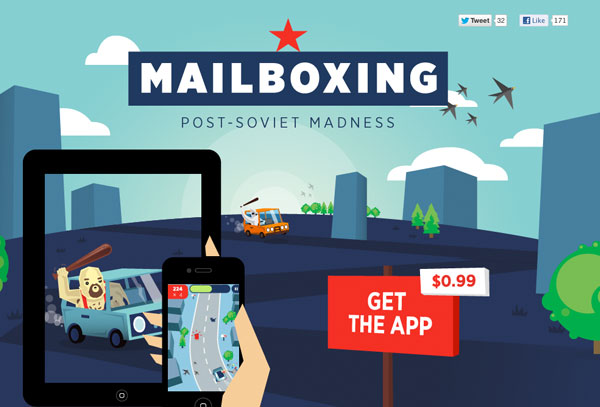 Tweet 32 Like 171
MAILBOXING
POST-SOVIET MADNESS
$0.99
GET
THE APP
224